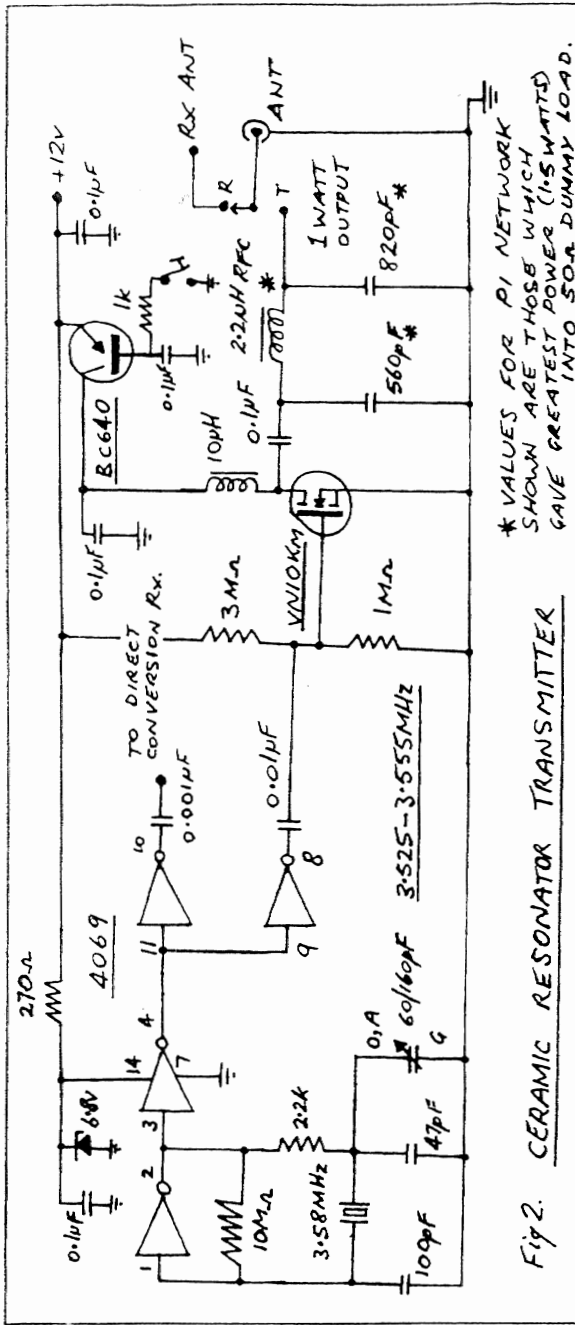 270Ω
+12V
0.1µF
6.8V
0.1µF
4069
BC640
1k
H
0.1µF
0.1µF
TO DIRECT
CONVERSION RX.
10µH
RX ANT
R
ANT
T
1 WATT
OUTPUT
2.2µH RFC
*
0.1µF
1
2
3
4
14
7
11
10
0.001µF
9
8
0.01µF
3MΩ
VN10KM
1MΩ
560pF*
820pF*
10MΩ
2.2k
3.58MHz
100pF
47pF
O,A
60/160pF
G
3.525-3.555MHz
Fig 2. CERAMIC RESONATOR TRANSMITTER
* VALUES FOR PI NETWORK
SHOWN ARE THOSE WHICH
GAVE GREATEST POWER (1.5 WATTS)
INTO 50Ω DUMMY LOAD.